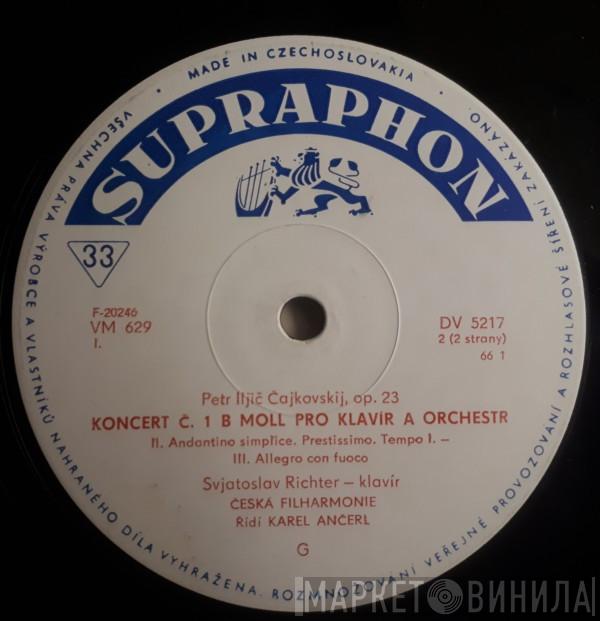 • MADE IN CZECHOSLOVAKIA •
SUPRAPHON
33
F-20246
VM 629
I.
DV 5217
2 (2 strany)
66 1
Petr Iljič Čajkovskij, op. 23
KONCERT Č. 1 B MOLL PRO KLAVÍR A ORCHESTR
II. Andantino simplice. Prestissimo. Tempo I. –
III. Allegro con fuoco
Svjatoslav Richter – klavír
ČESKÁ FILHARMONIE
Řídí KAREL ANČERL
G
VŠECHNA PRÁVA VÝROBCE A VLASTNÍKŮ NAHRANÉHO DÍLA VYHRAŽENA. ROZMNOŽOVÁNÍ VEŘEJNÉ PROVOZOVÁNÍ A ROZHLASOVÉ ŠÍŘENÍ ZAKÁZÁNO
МАРКЕТ ВИНИЛА